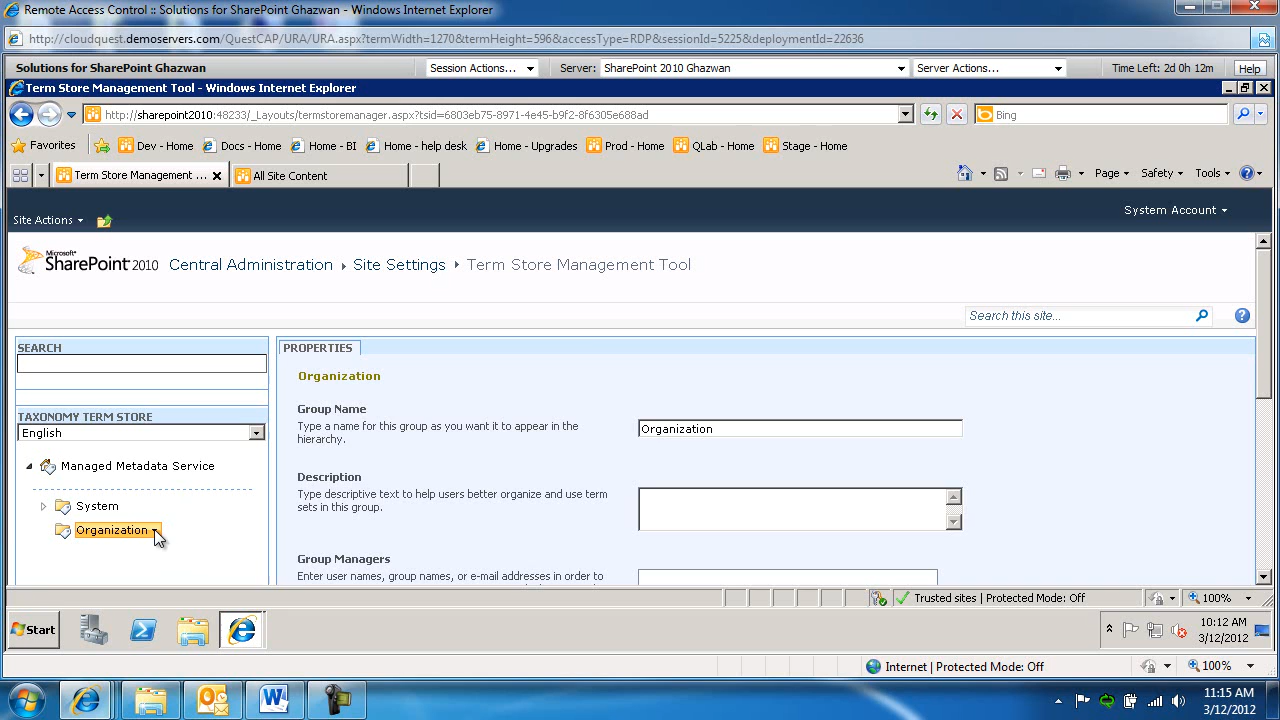 Remote Access Control :: Solutions for SharePoint Ghazwan - Windows Internet Explorer
http://cloudquest.demoservers.com/QuestCAP/URA/URA.aspx?termWidth=1270&termHeight=596&accessType=RDP&sessionId=5225&deploymentId=22636
Solutions for SharePoint Ghazwan Session Actions... Server: SharePoint 2010 Ghazwan Server Actions... Time Left: 2d 0h 12m Help
Term Store Management Tool - Windows Internet Explorer
http://sharepoint2010:48233/_Layouts/termstoremanager.aspx?tsid=6803eb75-8971-4e45-b9f2-8f6305e688ad Bing
Favorites Dev - Home Docs - Home Home - BI Home - help desk Home - Upgrades Prod - Home QLab - Home Stage - Home
Term Store Management ... All Site Content Page Safety Tools
Site Actions System Account
Microsoft SharePoint 2010 Central Administration Site Settings Term Store Management Tool
Search this site...
SEARCH
TAXONOMY TERM STORE
English
Managed Metadata Service
System
Organization
PROPERTIES
Organization
Group Name
Type a name for this group as you want it to appear in the
hierarchy.
Organization
Description
Type descriptive text to help users better organize and use term
sets in this group.
Group Managers
Enter user names, group names, or e-mail addresses in order to
Trusted sites | Protected Mode: Off 100%
Start 10:12 AM
3/12/2012
Internet | Protected Mode: Off 100%
11:15 AM
3/12/2012